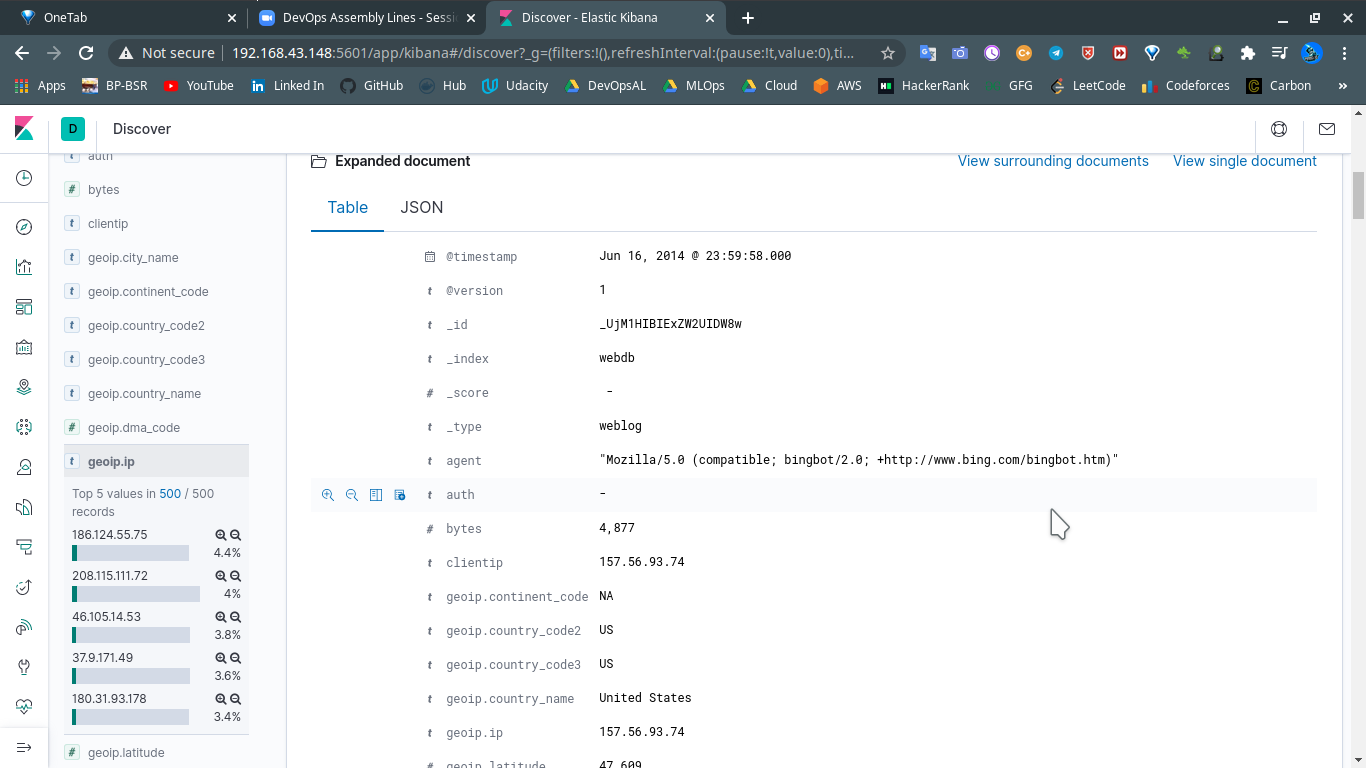 OneTab
DevOps Assembly Lines - Sessi
Discover - Elastic Kibana
Not secure
192.168.43.148:5601/app/kibana#/discover?_g=(filters:!(),refreshInterval:(pause:!t,value:0),ti...
Apps
BP-BSR
YouTube
Linked In
GitHub
Hub
Udacity
DevOpsAL
MLOps
Cloud
AWS
HackerRank
GFG
LeetCode
Codeforces
Carbon
»
D
Discover
auth
# bytes
t clientip
t geoip.city_name
t geoip.continent_code
t geoip.country_code2
t geoip.country_code3
t geoip.country_name
# geoip.dma_code
t geoip.ip
Top 5 values in 500 / 500
records
186.124.55.75
4.4%
208.115.111.72
4%
46.105.14.53
3.8%
37.9.171.49
3.6%
180.31.93.178
3.4%
# geoip.latitude
Expanded document
View surrounding documents
View single document
Table
JSON
@timestamp Jun 16, 2014 @ 23:59:58.000
t @version 1
t _id _UjM1HIBIExZW2UIDW8w
t _index webdb
# _score -
t _type weblog
t agent "Mozilla/5.0 (compatible; bingbot/2.0; +http://www.bing.com/bingbot.htm)"
t auth -
# bytes 4,877
t clientip 157.56.93.74
t geoip.continent_code NA
t geoip.country_code2 US
t geoip.country_code3 US
t geoip.country_name United States
t geoip.ip 157.56.93.74
# geoip.latitude 47.609